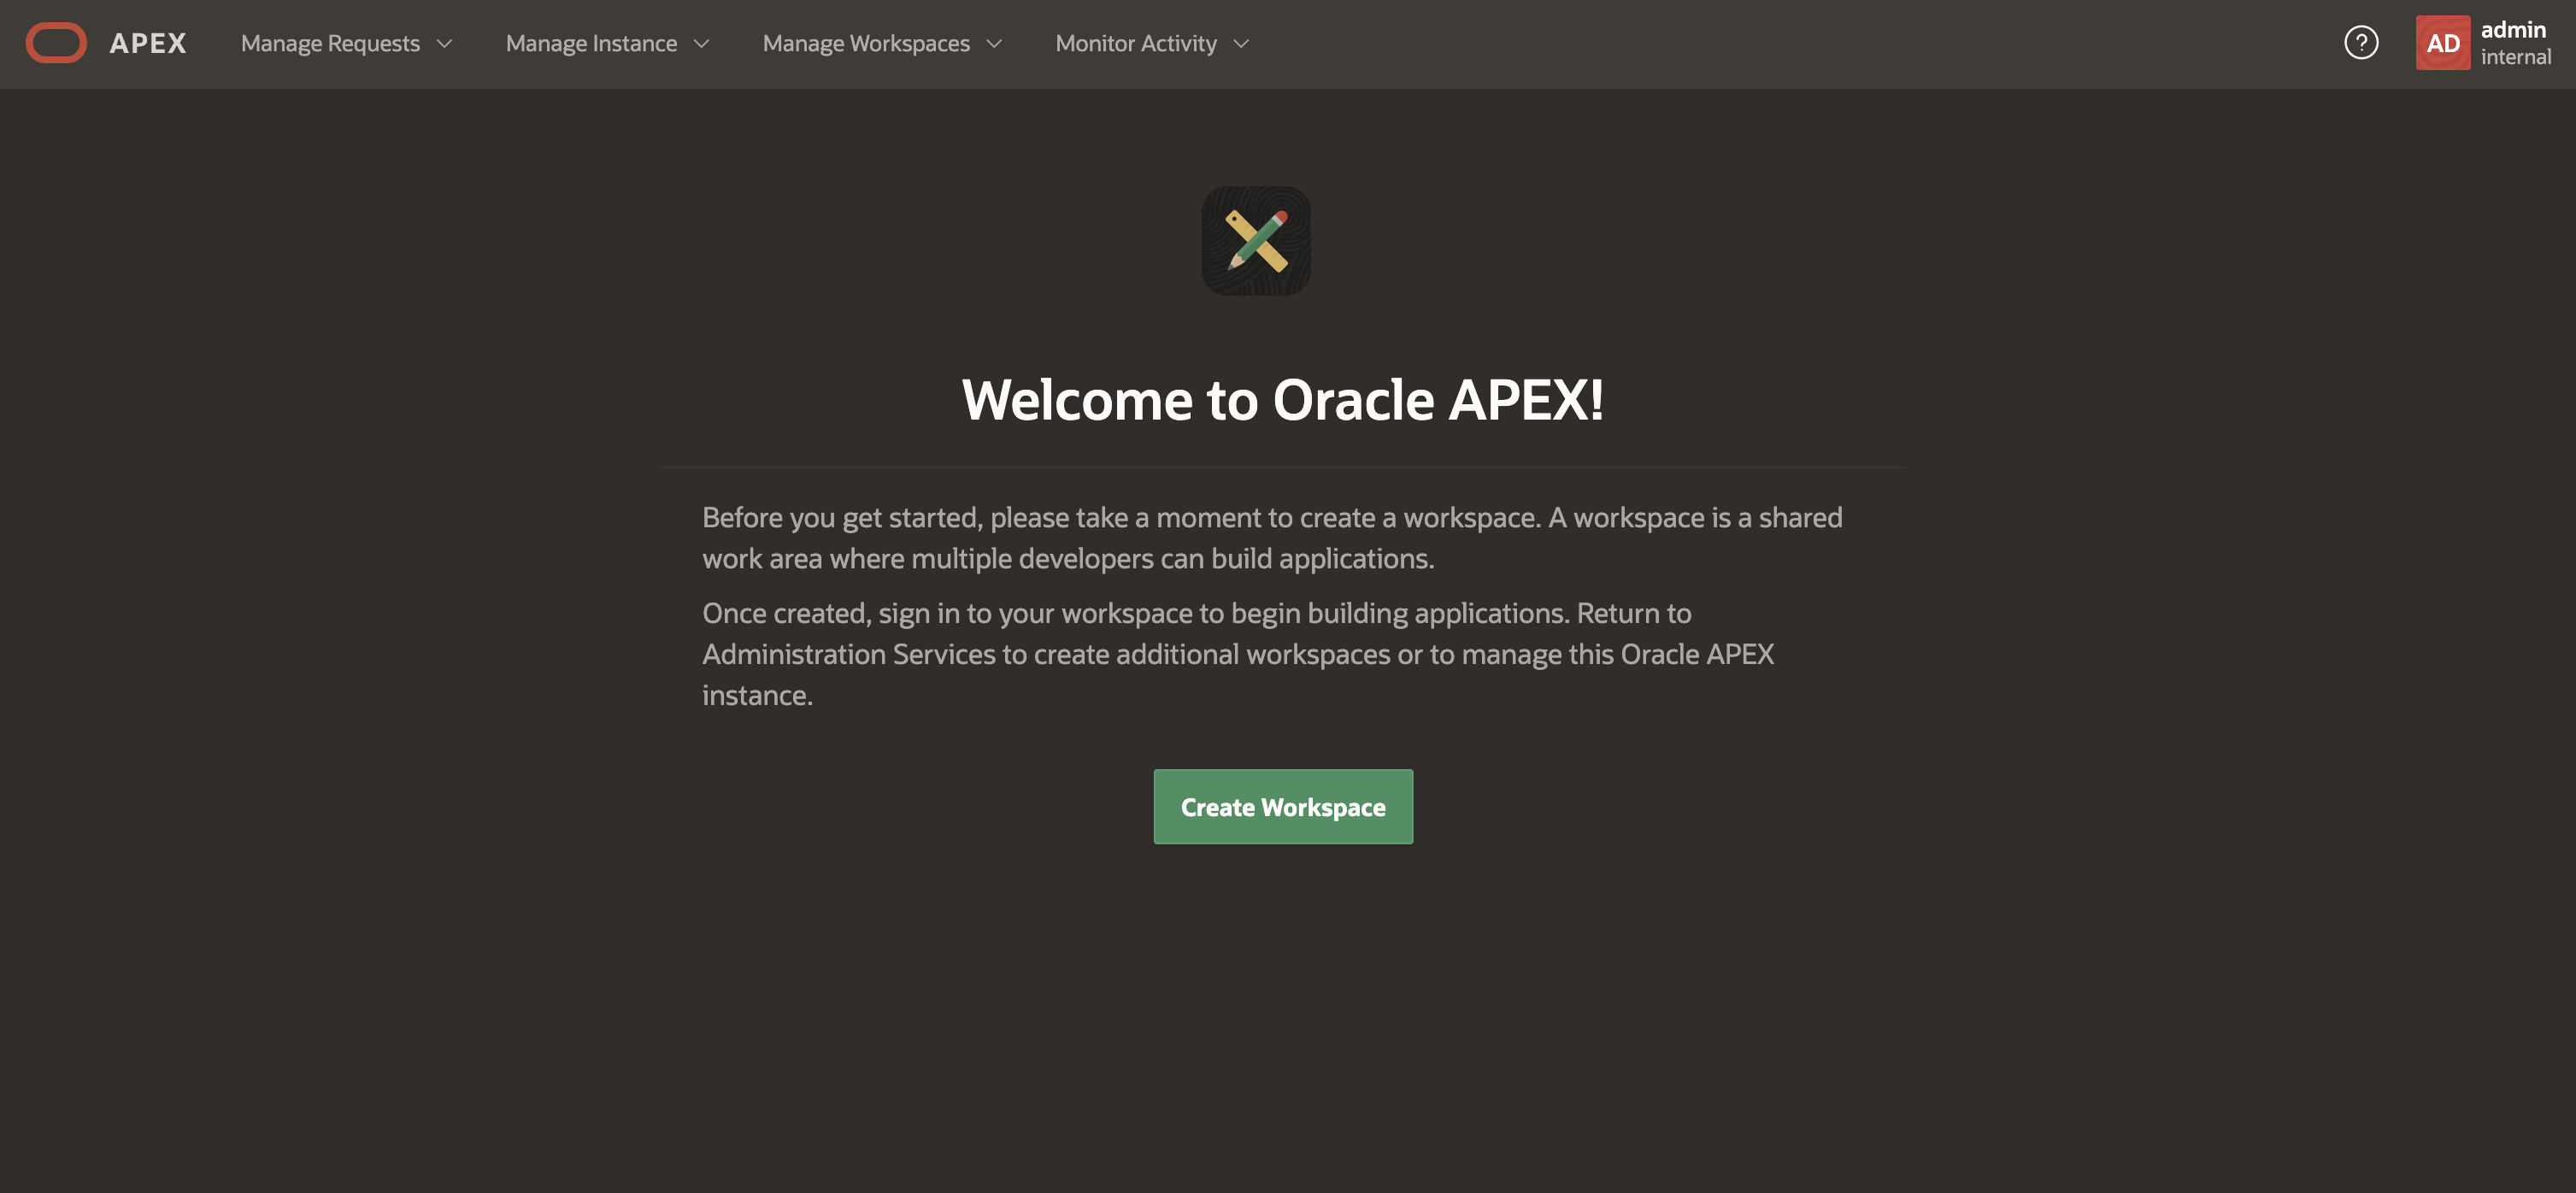 APEX Manage Requests Manage Instance Manage Workspaces Monitor Activity ? AD admin
internal
Welcome to Oracle APEX!
Before you get started, please take a moment to create a workspace. A workspace is a shared
work area where multiple developers can build applications.
Once created, sign in to your workspace to begin building applications. Return to
Administration Services to create additional workspaces or to manage this Oracle APEX
instance.
Create Workspace